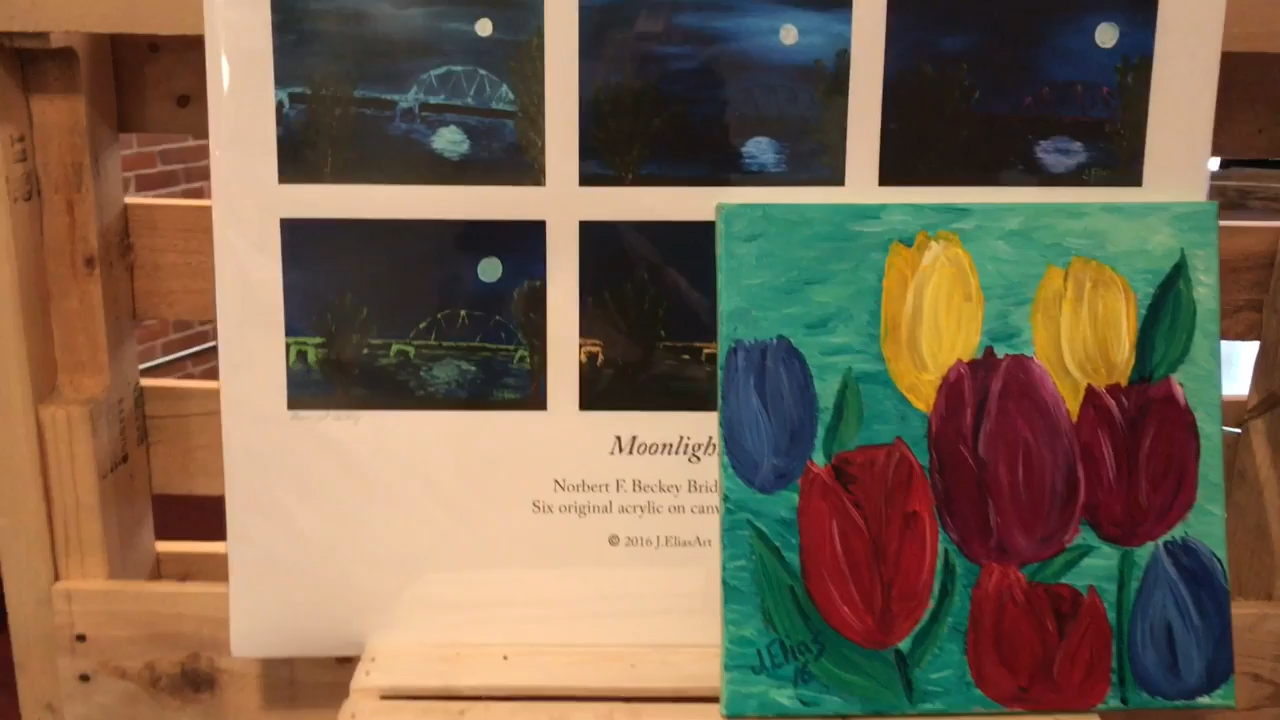 Moonligh
Norbert F. Beckey Brid
Six original acrylic on canv
© 2016 J.EliasArt
J.Elias
16